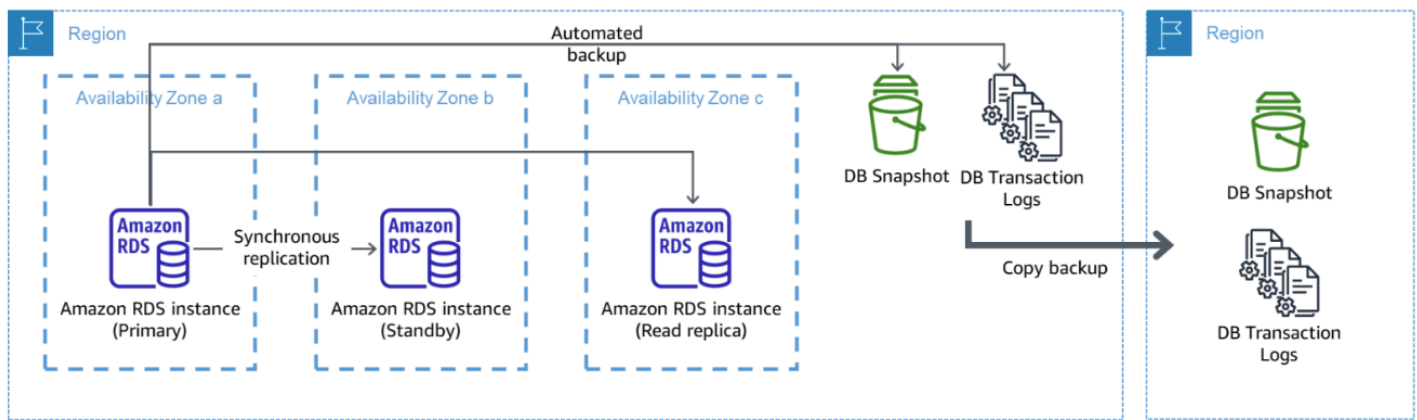 Region
Automated
backup
Region
Availability Zone a
Availability Zone b
Availability Zone c
DB Snapshot
DB Transaction
Logs
DB Snapshot
Amazon
RDS
Synchronous
replication
Amazon
RDS
Amazon
RDS
Copy backup
Amazon RDS instance
(Primary)
Amazon RDS instance
(Standby)
Amazon RDS instance
(Read replica)
DB Transaction
Logs